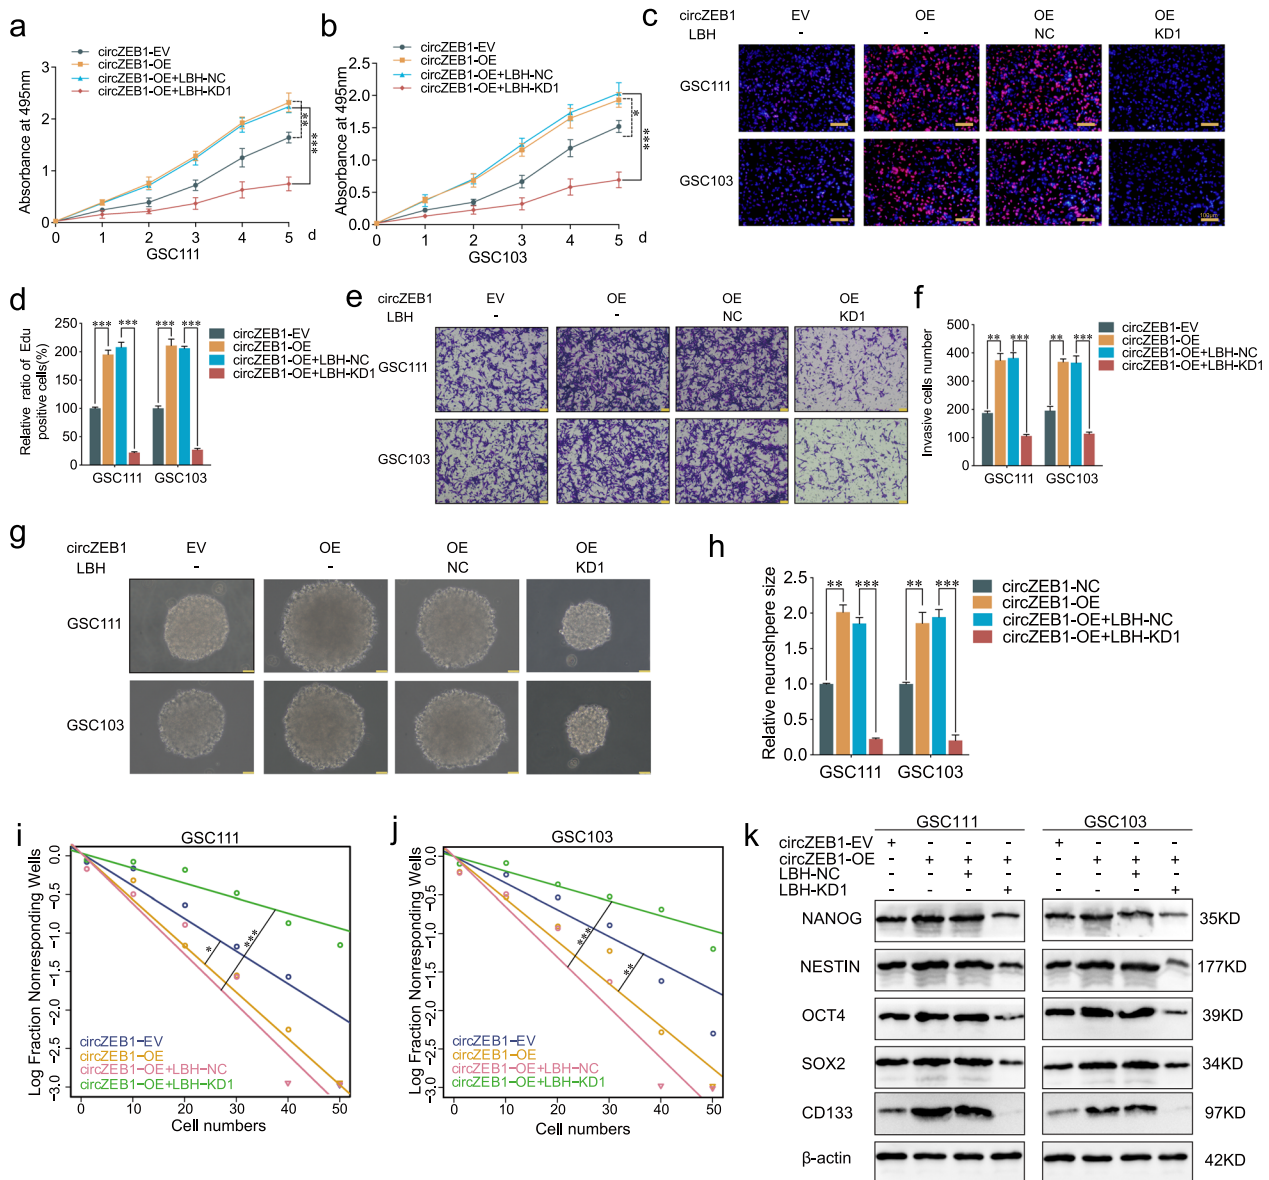 a
circZEB1-EV
circZEB1-OE
circZEB1-OE+LBH-NC
circZEB1-OE+LBH-KD1
Absorbance at 495nm
3
2
1
0
0 1 2 3 4 5 d
GSC111
**
***
b
circZEB1-EV
circZEB1-OE
circZEB1-OE+LBH-NC
circZEB1-OE+LBH-KD1
Absorbance at 495nm
2.5
2.0
1.5
1.0
0.5
0
0 1 2 3 4 5 d
GSC103
*
***
c
circZEB1 EV OE OE OE
LBH - - NC KD1
GSC111
GSC103
100μm
d
Relative ratio of Edu
positive cells(%)
250
200
150
100
50
0
*** *** *** ***
GSC111 GSC103
circZEB1-EV
circZEB1-OE
circZEB1-OE+LBH-NC
circZEB1-OE+LBH-KD1
e
circZEB1 EV OE OE OE
LBH - - NC KD1
GSC111
GSC103
f
Invasive cells number
500
400
300
200
100
0
** *** ** ***
GSC111 GSC103
circZEB1-EV
circZEB1-OE
circZEB1-OE+LBH-NC
circZEB1-OE+LBH-KD1
g
circZEB1 EV OE OE OE
LBH - - NC KD1
GSC111
GSC103
h
Relative neuroshpere size
2.5
2.0
1.5
1.0
0.5
0.0
** *** ** ***
GSC111 GSC103
circZEB1-NC
circZEB1-OE
circZEB1-OE+LBH-NC
circZEB1-OE+LBH-KD1
i
GSC111
Log Fraction Nonresponding Wells
0.0
-0.5
-1.0
-1.5
-2.0
-2.5
-3.0
* ***
circZEB1-EV
circZEB1-OE
circZEB1-OE+LBH-NC
circZEB1-OE+LBH-KD1
0 10 20 30 40 50
Cell numbers
j
GSC103
Log Fraction Nonresponding Wells
0.0
-0.5
-1.0
-1.5
-2.0
-2.5
-3.0
*** **
circZEB1-EV
circZEB1-OE
circZEB1-OE+LBH-NC
circZEB1-OE+LBH-KD1
0 10 20 30 40 50
Cell numbers
k
GSC111 GSC103
circZEB1-EV + - - - + - - -
circZEB1-OE - + + + - + + +
LBH-NC - - + - - - + -
LBH-KD1 - - - + - - - +
NANOG 35KD
NESTIN 177KD
OCT4 39KD
SOX2 34KD
CD133 97KD
β-actin 42KD